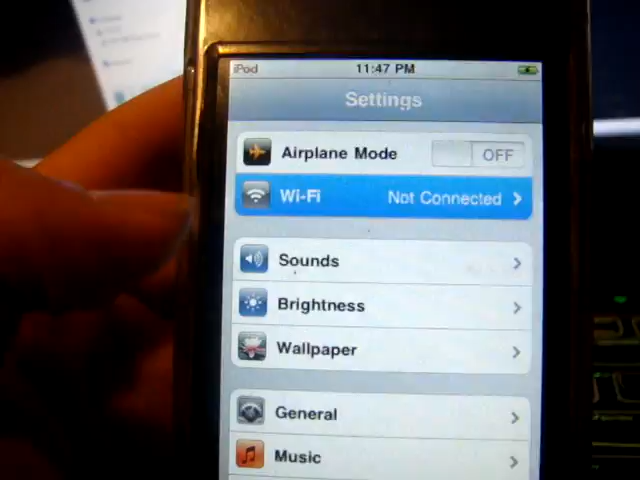 iPod 11:47 PM
Settings
Airplane Mode OFF
Wi-Fi Not Connected
Sounds
Brightness
Wallpaper
General
Music